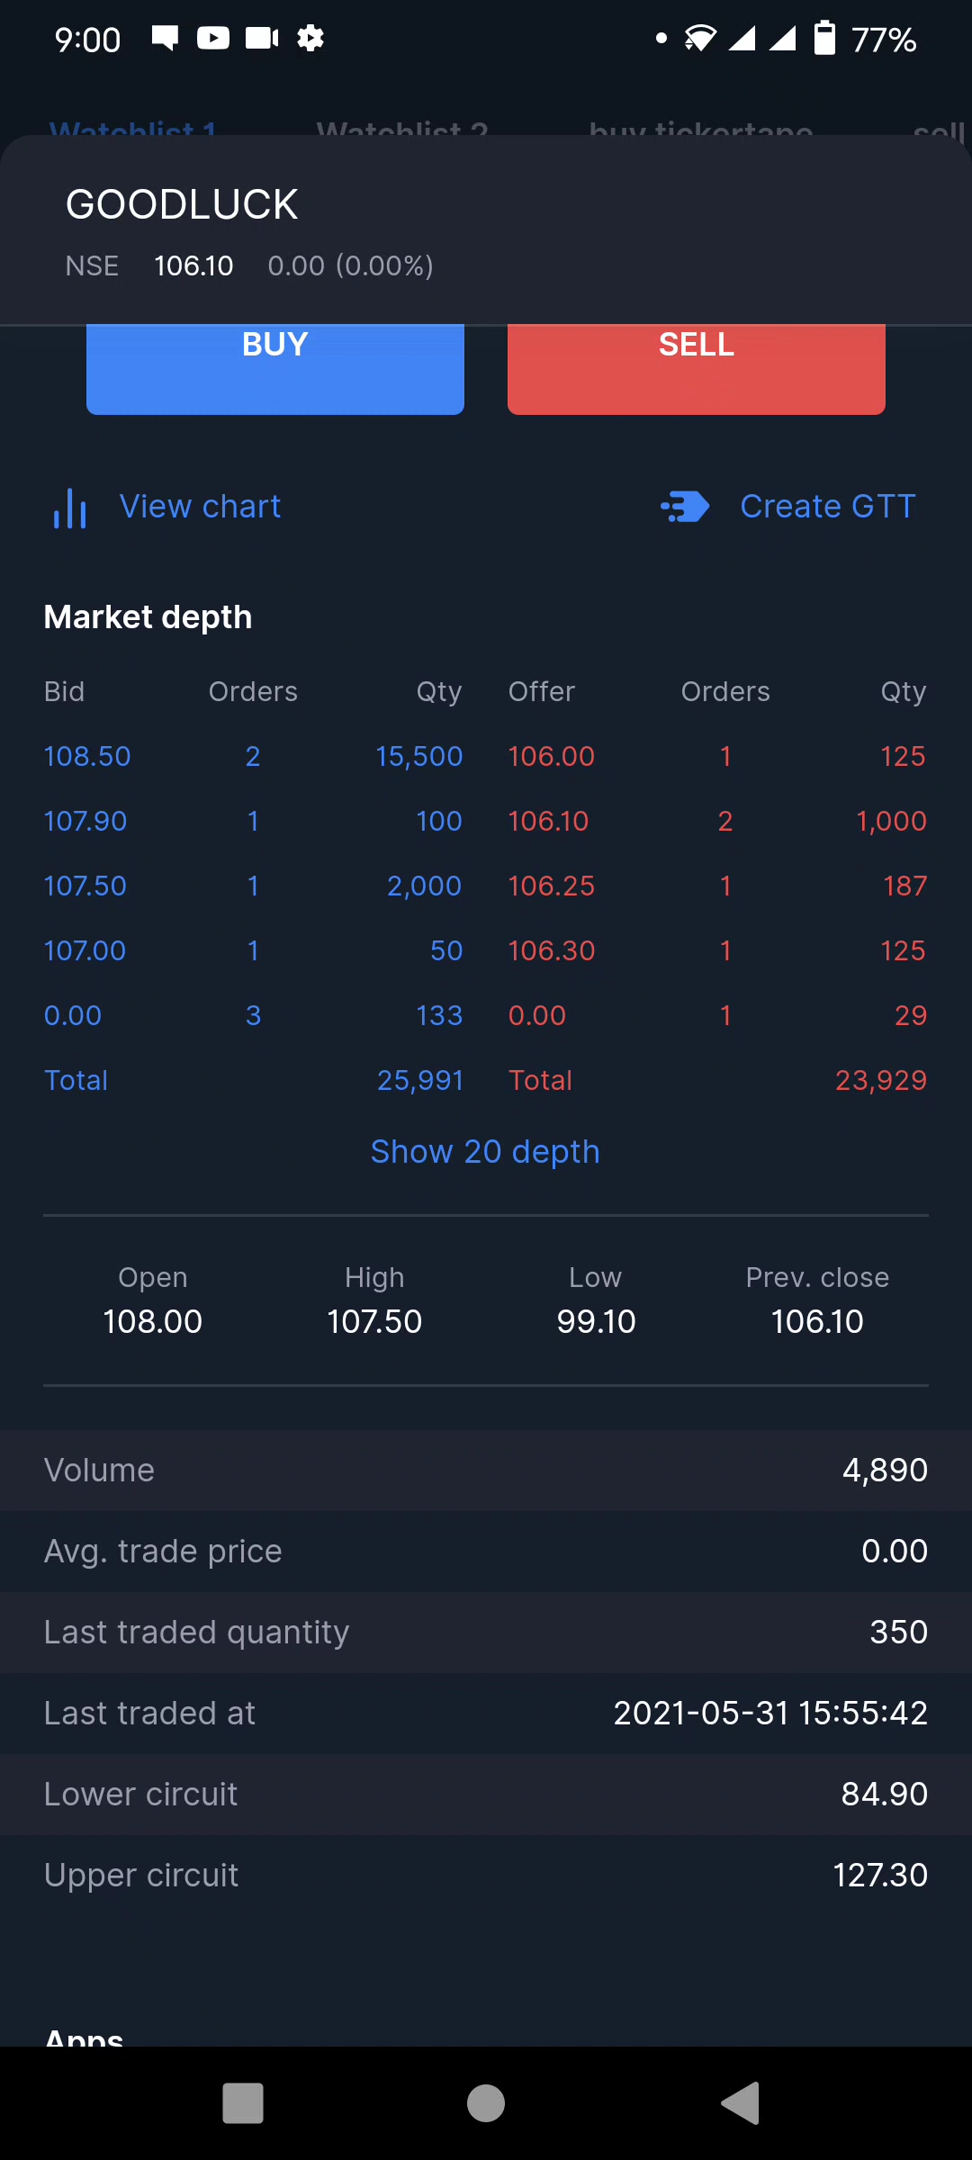 9:00 77%
Watchlist 1 Watchlist 2 buy tickertape sell
GOODLUCK
NSE 106.10 0.00 (0.00%)
BUY SELL
View chart Create GTT
Market depth
Bid Orders Qty Offer Orders Qty
108.50 2 15,500 106.00 1 125
107.90 1 100 106.10 2 1,000
107.50 1 2,000 106.25 1 187
107.00 1 50 106.30 1 125
0.00 3 133 0.00 1 29
Total 25,991 Total 23,929
Show 20 depth
Open High Low Prev. close
108.00 107.50 99.10 106.10
Volume 4,890
Avg. trade price 0.00
Last traded quantity 350
Last traded at 2021-05-31 15:55:42
Lower circuit 84.90
Upper circuit 127.30
Apps